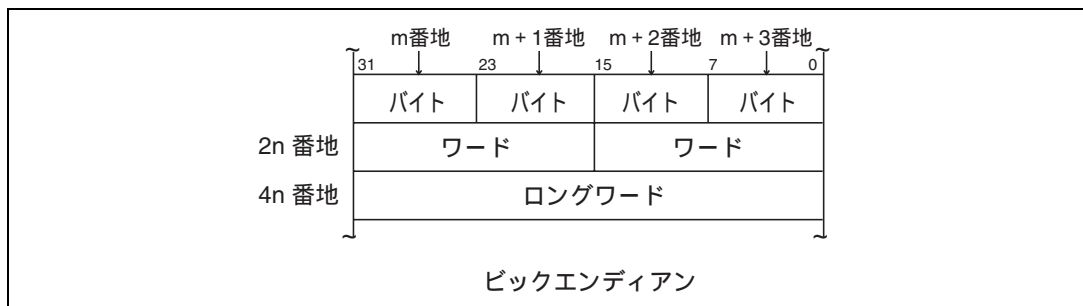 m番地 m + 1番地 m + 2番地 m + 3番地
31 23 15 7 0
バイト バイト バイト バイト
2n 番地 ワード ワード
4n 番地 ロングワード
ビックエンディアン